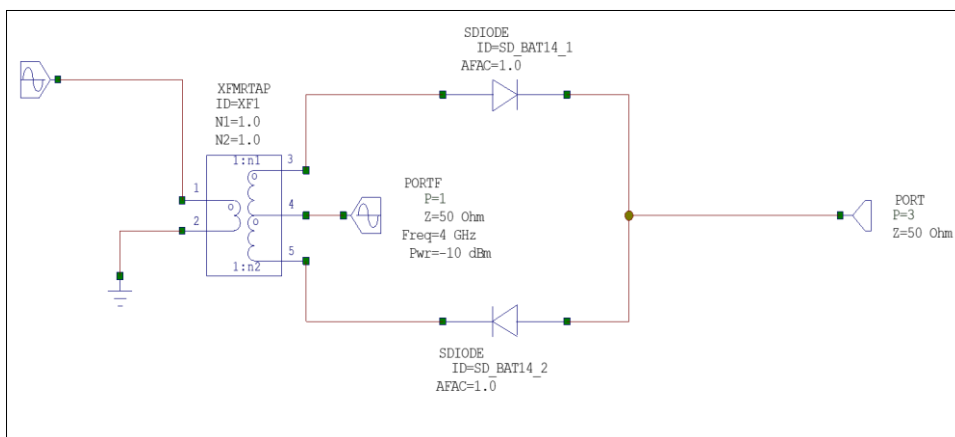 SDIODE
ID=SD_BAT14_1
AFAC=1.0
XFMRTAP
ID=XF1
N1=1.0
N2=1.0
1:n1
3
1
o
o
PORTF
P=1
Z=50 Ohm
Freq=4 GHz
Pwr=-10 dBm
4
2
o
5
1:n2
PORT
P=3
Z=50 Ohm
SDIODE
ID=SD_BAT14_2
AFAC=1.0